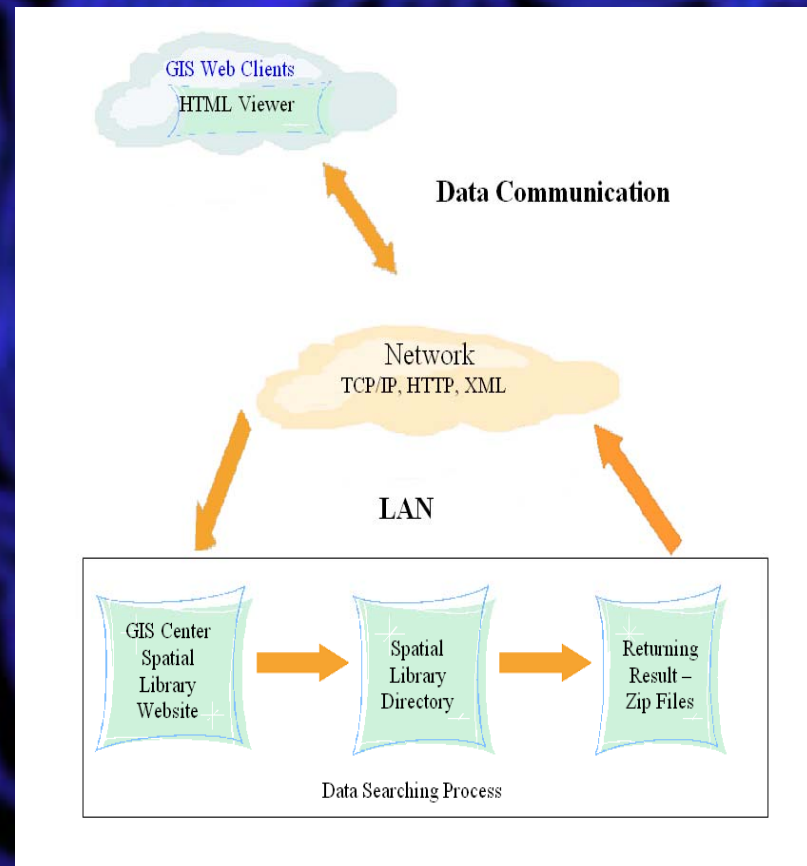 GIS Web Clients
HTML Viewer
Data Communication
Network
TCP/IP, HTTP, XML
LAN
GIS Center
Spatial
Library
Website
Spatial
Library
Directory
Returning
Result –
Zip Files
Data Searching Process